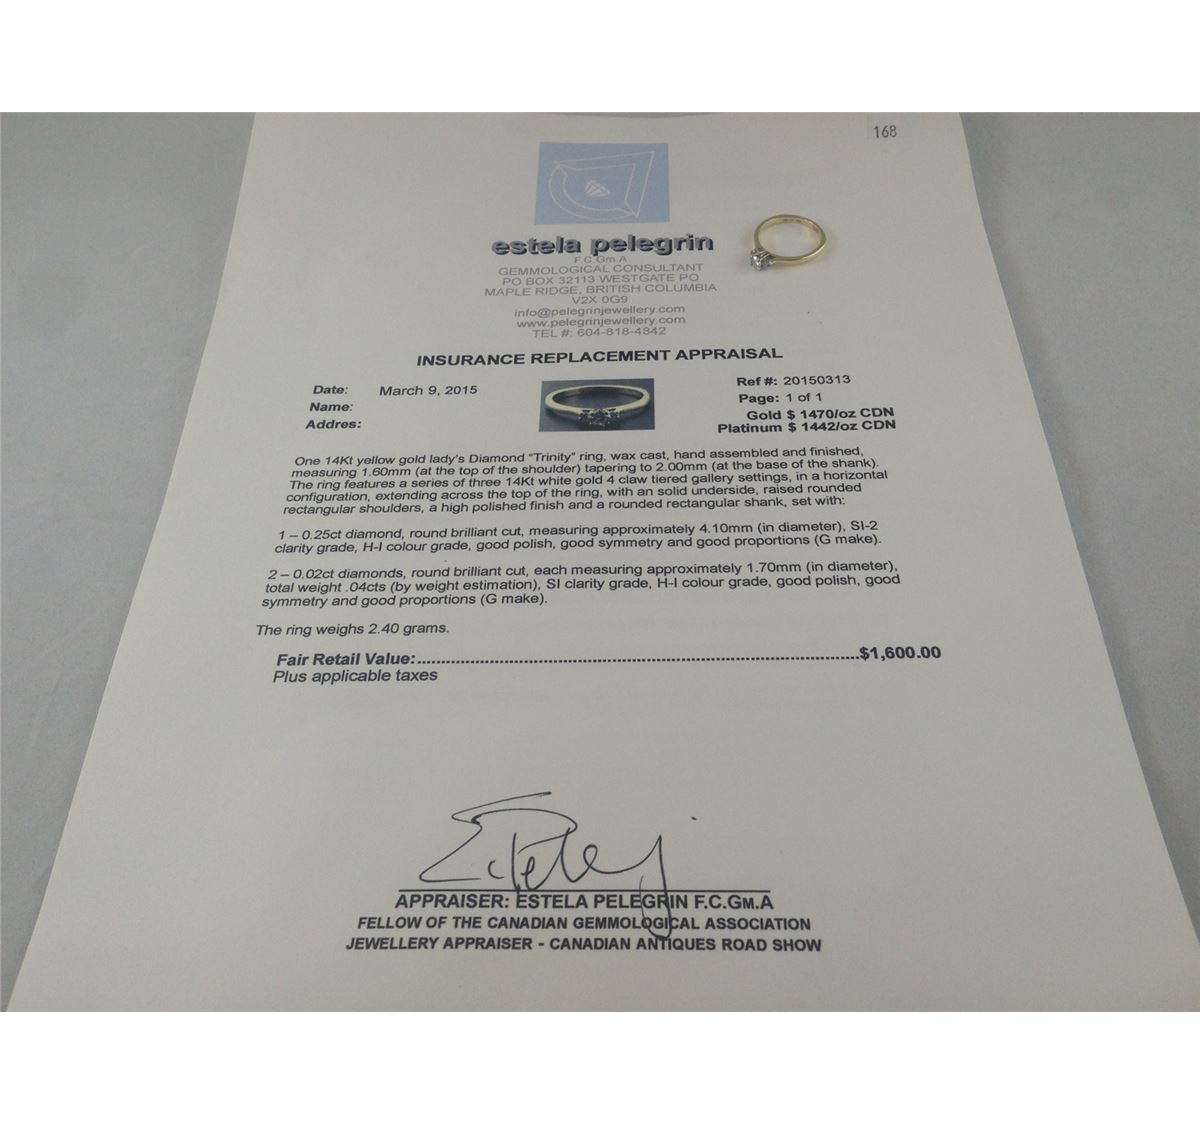 168
estela pelegrin
F.C.Gm A
GEMMOLOGICAL CONSULTANT
PO BOX 32113 WESTGATE PO
MAPLE RIDGE, BRITISH COLUMBIA
V2X 0G9
info@pelegrinjewellery.com
www.pelegrinjewellery.com
TEL #: 604-818-4842
INSURANCE REPLACEMENT APPRAISAL
Date: March 9, 2015
Name:
Addres:
Ref #: 20150313
Page: 1 of 1
Gold $ 1470/oz CDN
Platinum $ 1442/oz CDN
One 14Kt yellow gold lady's Diamond "Trinity" ring, wax cast, hand assembled and finished,
measuring 1.60mm (at the top of the shoulder) tapering to 2.00mm (at the base of the shank).
The ring features a series of three 14Kt white gold 4 claw tiered gallery settings, in a horizontal
configuration, extending across the top of the ring, with an solid underside, raised rounded
rectangular shoulders, a high polished finish and a rounded rectangular shank, set with:
1 – 0.25ct diamond, round brilliant cut, measuring approximately 4.10mm (in diameter), SI-2
clarity grade, H-I colour grade, good polish, good symmetry and good proportions (G make).
2 – 0.02ct diamonds, round brilliant cut, each measuring approximately 1.70mm (in diameter),
total weight .04cts (by weight estimation), SI clarity grade, H-I colour grade, good polish, good
symmetry and good proportions (G make).
The ring weighs 2.40 grams.
Fair Retail Value:..........................................................................................$1,600.00
Plus applicable taxes
APPRAISER: ESTELA PELEGRIN F.C.GM.A
FELLOW OF THE CANADIAN GEMMOLOGICAL ASSOCIATION
JEWELLERY APPRAISER - CANADIAN ANTIQUES ROAD SHOW